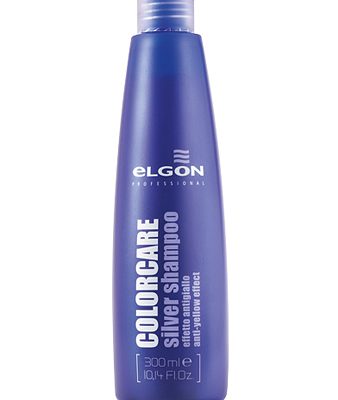 eLGON
PROFESSIONAL
COLORCARE
silver shampoo
effetto antigiallo
anti-yellow effect
300 ml e
10,14 Fl.Oz.